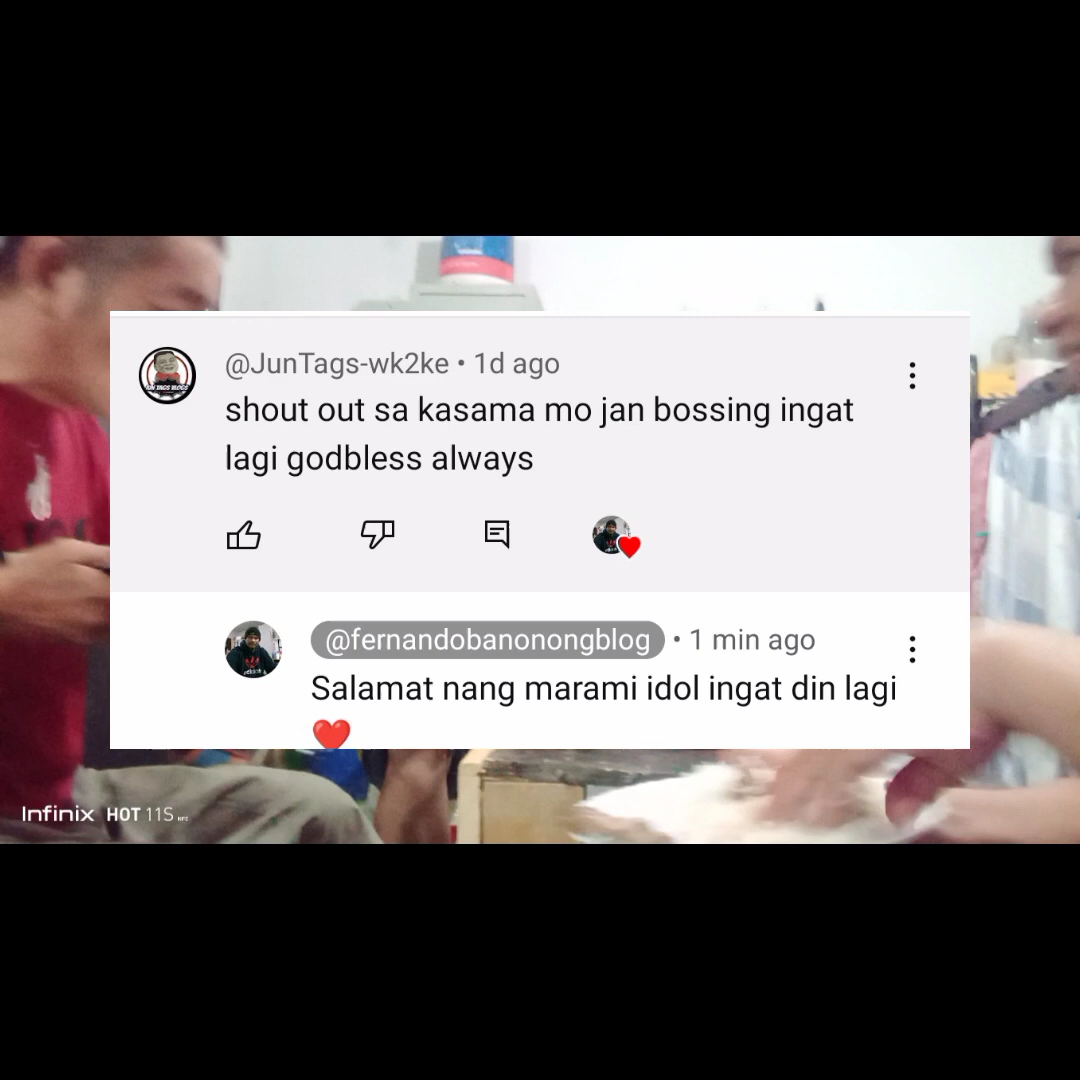 @JunTags-wk2ke • 1d ago
shout out sa kasama mo jan bossing ingat
lagi godbless always
@fernandobanonongblog • 1 min ago
Salamat nang marami idol ingat din lagi
❤️
Infinix HOT 11S NFC